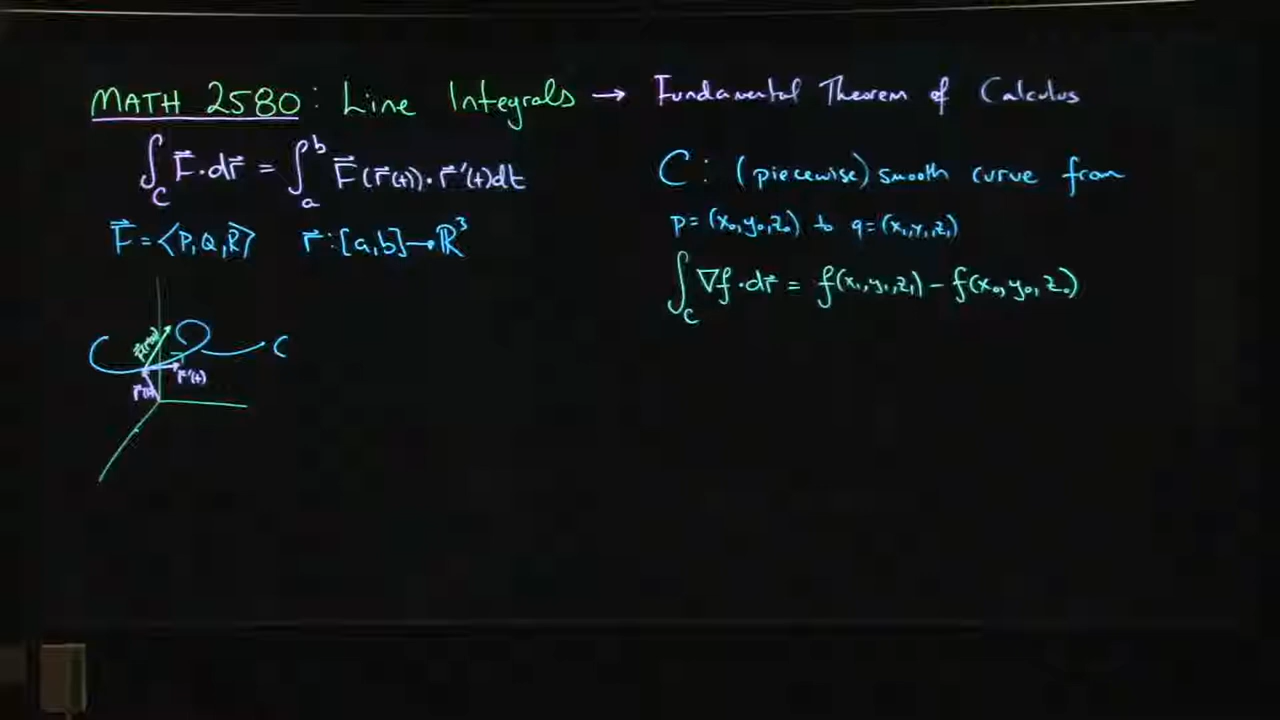 MATH 2580: Line Integrals → Fundamental Theorem of Calculus
∫_C F⃗·dr⃗ = ∫_a^b F⃗(r⃗(t))·r⃗'(t)dt
F⃗ = ⟨P, Q, R⟩ r⃗:[a,b]→ℝ³
C
r⃗'(t)
r⃗(t)
C: (piecewise) smooth curve from
p=(x₀,y₀,z₀) to q=(x₁,y₁,z₁)
∫_C ∇f·dr⃗ = f(x₁,y₁,z₁) − f(x₀,y₀,z₀)